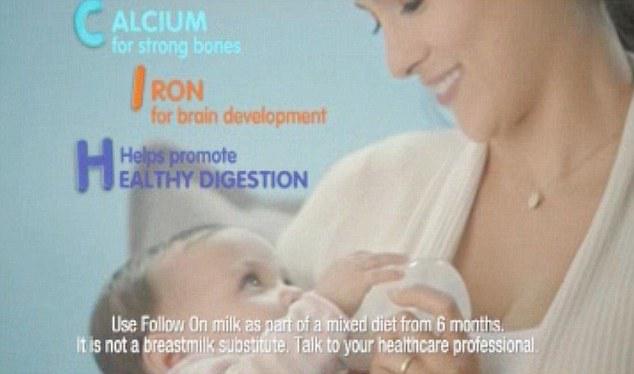 CALCIUM
for strong bones
IRON
for brain development
Helps promote
HEALTHY DIGESTION
Use Follow On milk as part of a mixed diet from 6 months.
It is not a breastmilk substitute. Talk to your healthcare professional.